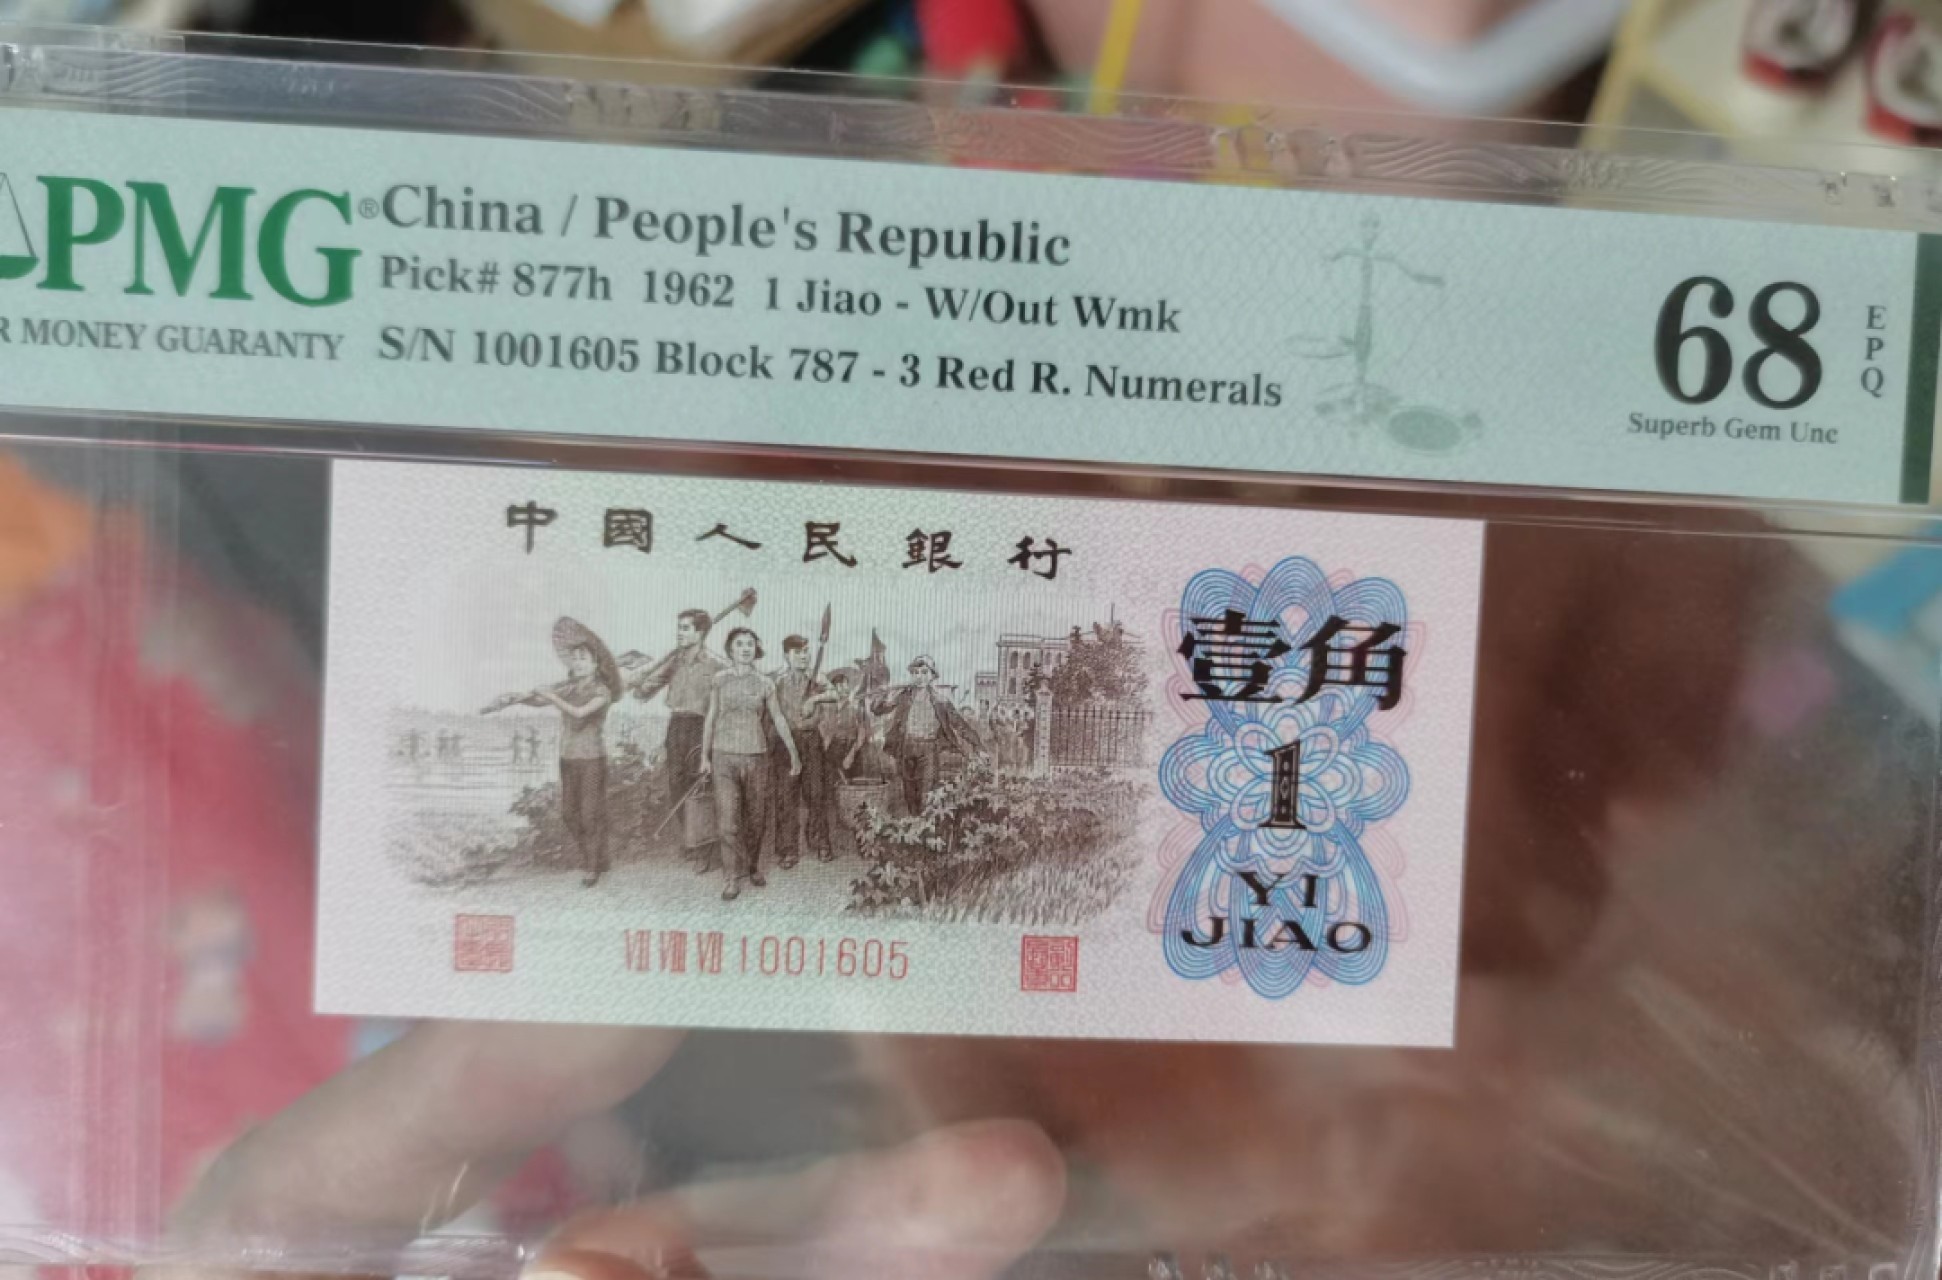 PMG® China / People's Republic
Pick# 877h 1962 1 Jiao - W/Out Wmk
R MONEY GUARANTY S/N 1001605 Block 787 - 3 Red R. Numerals
68 EPQ
Superb Gem Unc
中國人民銀行
壹角
1
YI
JIAO
VII VIII VII 1001605